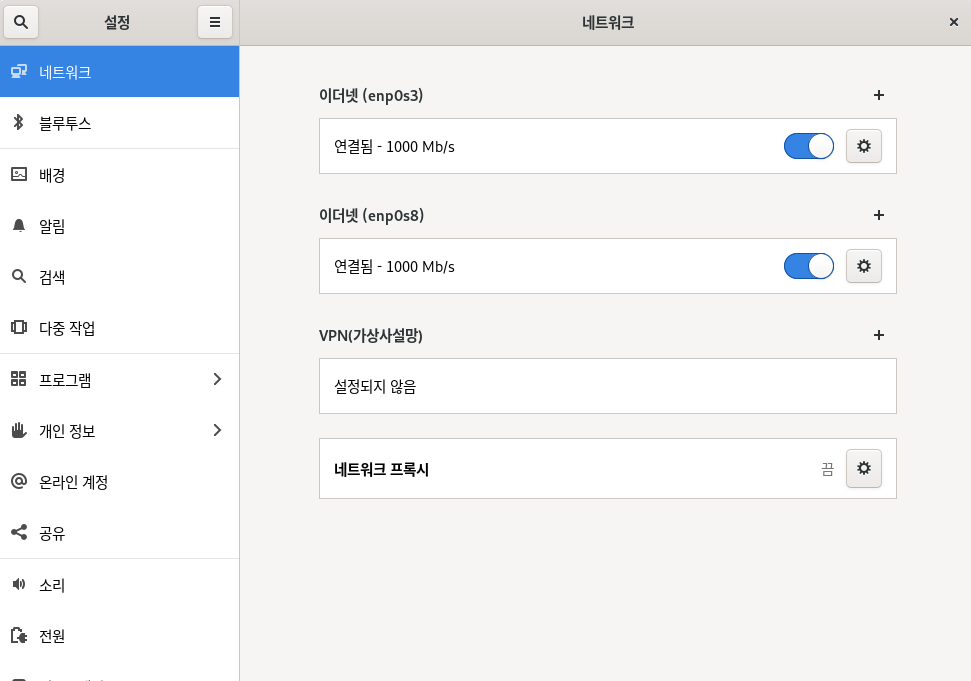 설정
네트워크
네트워크
블루투스
배경
알림
검색
다중 작업
프로그램
개인 정보
온라인 계정
공유
소리
전원
이더넷 (enp0s3)
연결됨 - 1000 Mb/s
이더넷 (enp0s8)
연결됨 - 1000 Mb/s
VPN(가상사설망)
설정되지 않음
네트워크 프록시
끔